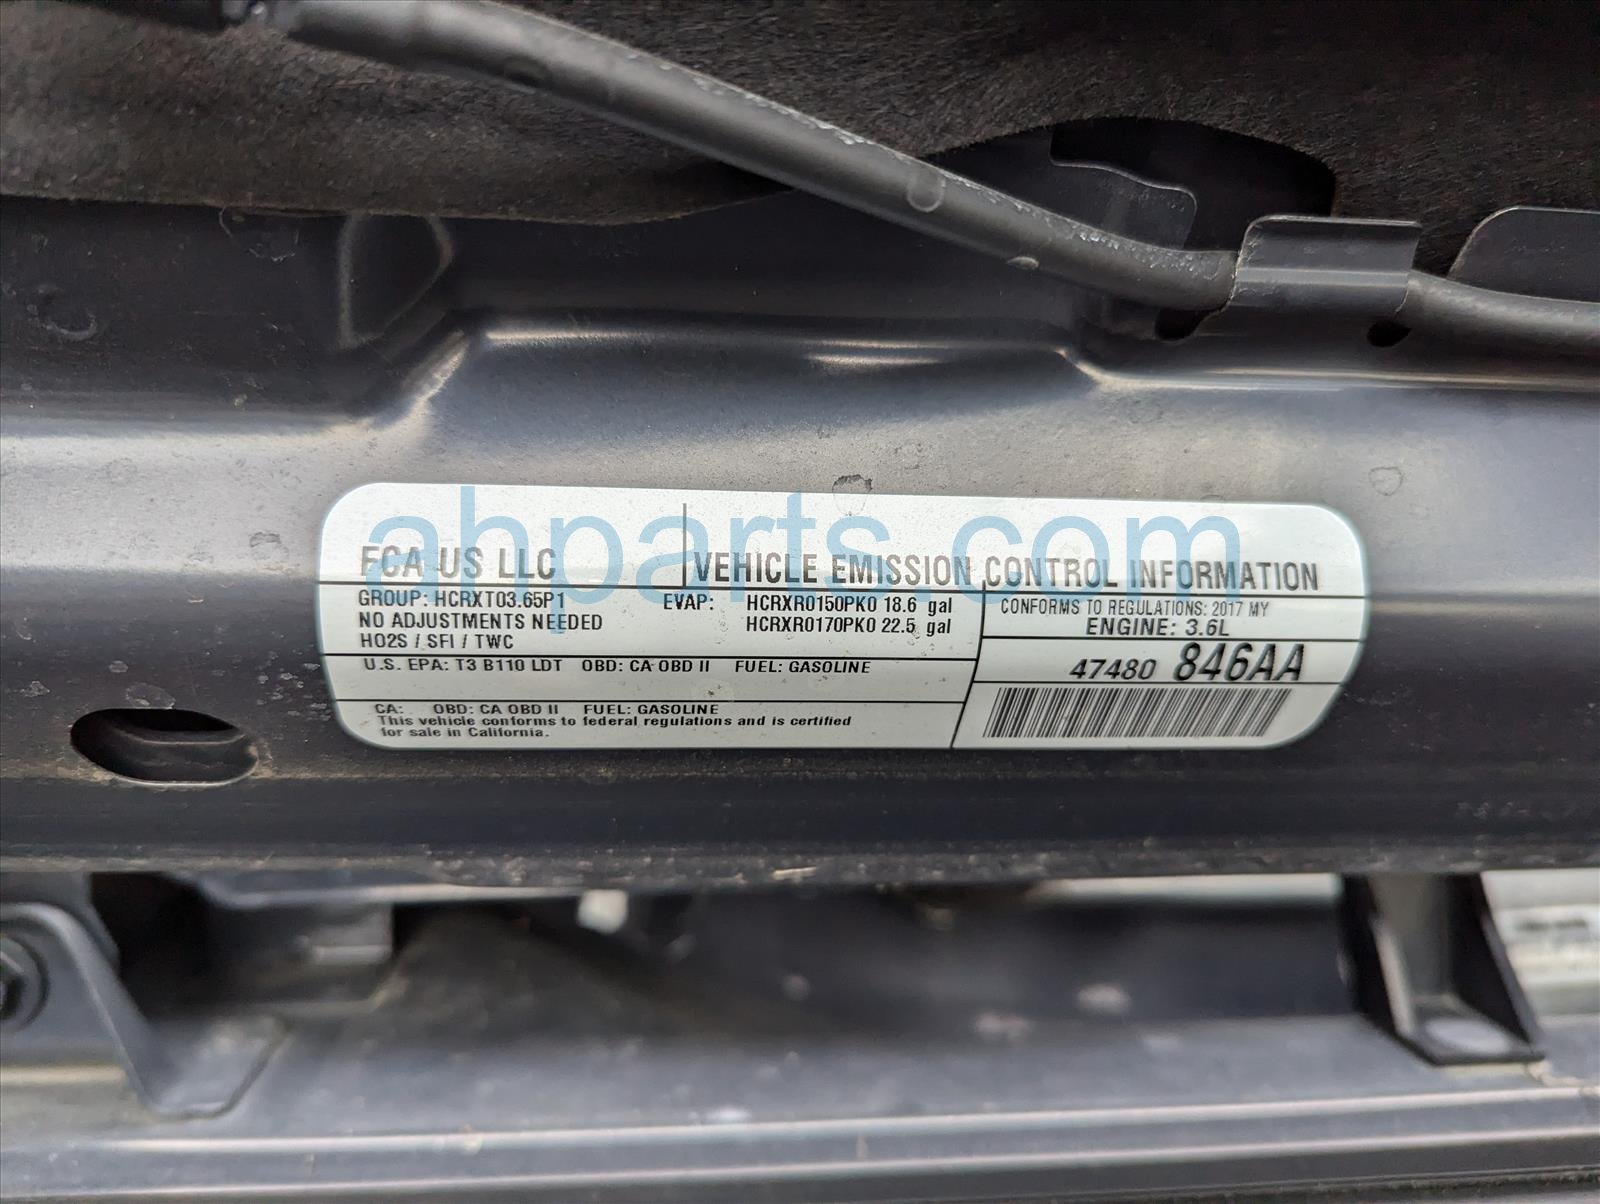 ahparts.com
FCA US LLC VEHICLE EMISSION CONTROL INFORMATION
GROUP: HCRXT03.65P1 EVAP: HCRXR0150PK0 18.6 gal
NO ADJUSTMENTS NEEDED HCRXR0170PK0 22.5 gal
HO2S / SFI / TWC
CONFORMS TO REGULATIONS: 2017 MY
ENGINE: 3.6L
U.S. EPA: T3 B110 LDT OBD: CA OBD II FUEL: GASOLINE
47480 846AA
CA: OBD: CA OBD II FUEL: GASOLINE
This vehicle conforms to federal regulations and is certified
for sale in California.